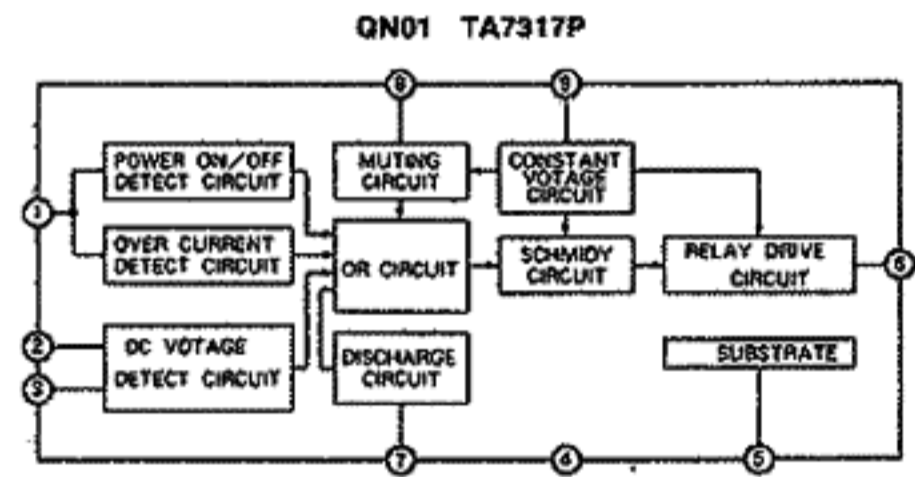 QN01 TA7317P
8
9
POWER ON/OFF
DETECT CIRCUIT
MUTING
CIRCUIT
CONSTANT
VOTAGE
CIRCUIT
1
OVER CURRENT
DETECT CIRCUIT
OR CIRCUIT
SCHMIDY
CIRCUIT
RELAY DRIVE
CIRCUIT
6
2
3
DC VOTAGE
DETECT CIRCUIT
DISCHARGE
CIRCUIT
SUBSTRATE
7
4
5